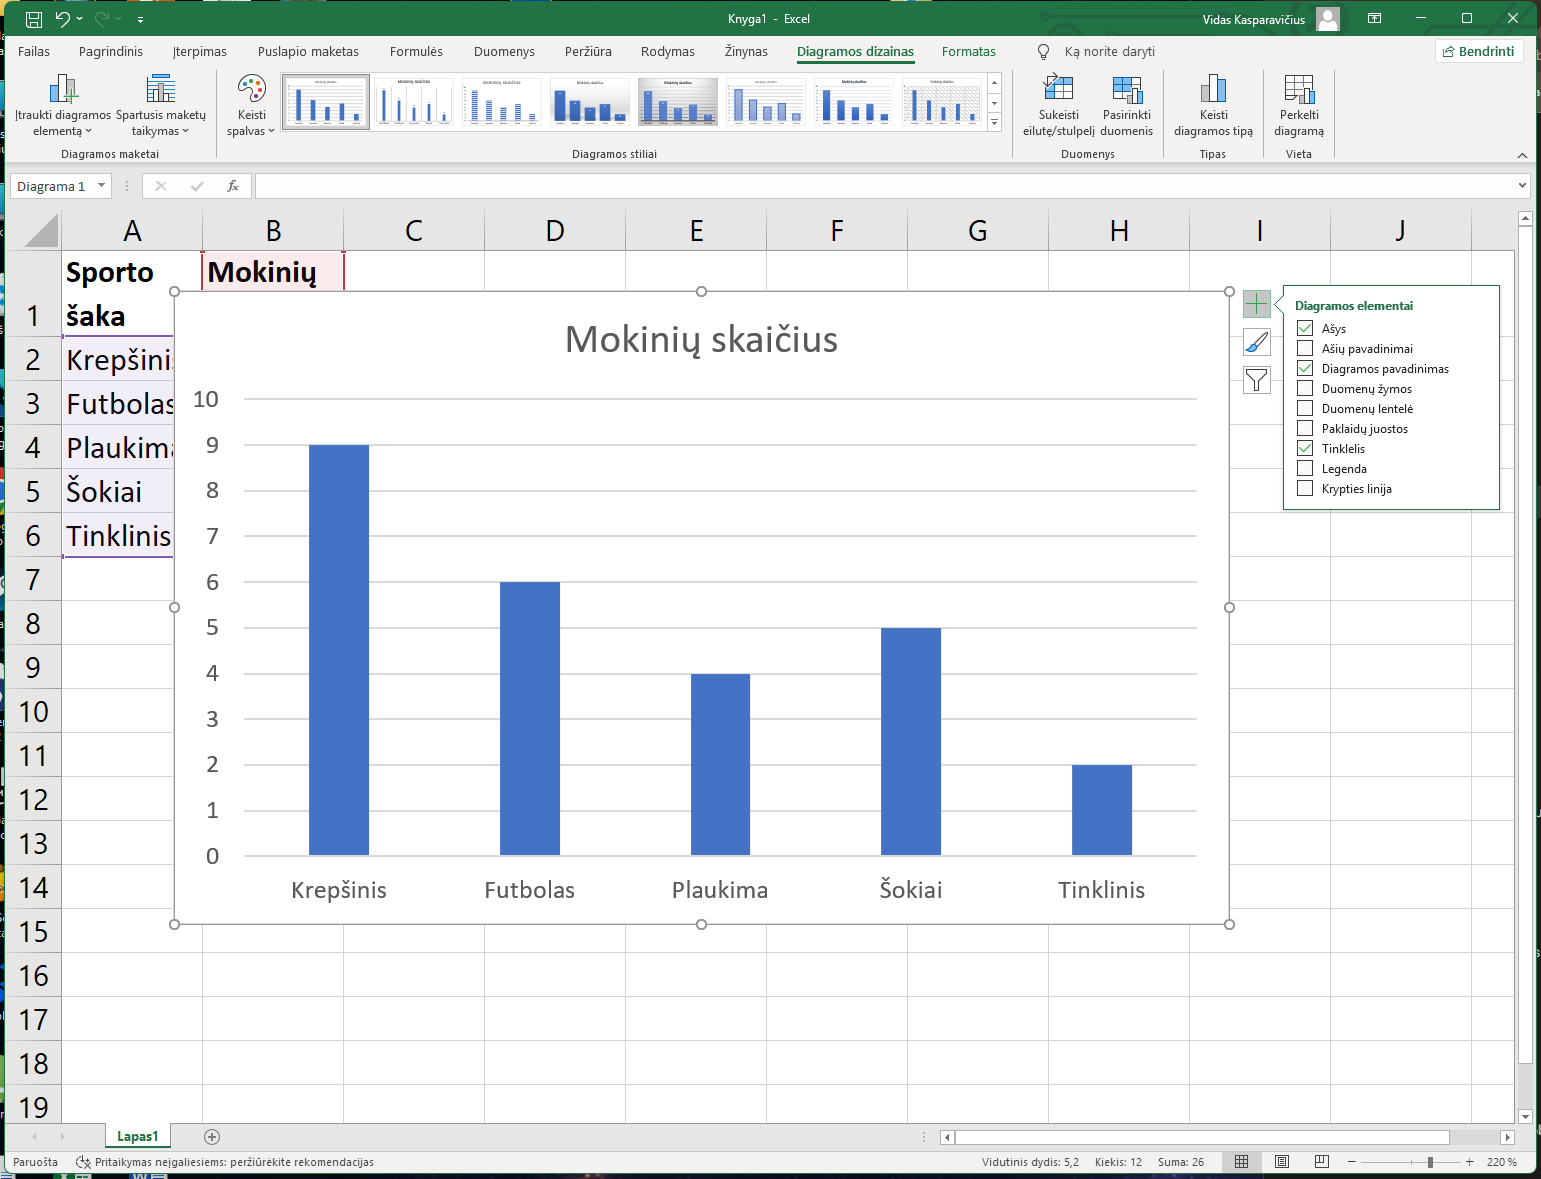 Knyga1 - Excel
Vidas Kasparavičius
Failas Pagrindinis Įterpimas Puslapio maketas Formulės Duomenys Peržiūra Rodymas Žinynas Diagramos dizainas Formatas Ką norite daryti Bendrinti
Įtraukti diagramos elementą
Spartusis maketų taikymas
Diagramos maketai
Keisti spalvas
Diagramos stiliai
Sukeisti eilutę/stulpelį
Pasirinkti duomenis
Duomenys
Keisti diagramos tipą
Tipas
Perkelti diagramą
Vieta
Diagrama 1
fx
A B C D E F G H I J
1 Sporto šaka Mokinių
2 Krepšini
3 Futbolas
4 Plaukima
5 Šokiai
6 Tinklinis
7
8
9
10
11
12
13
14
15
16
17
18
19
Mokinių skaičius
10
9
8
7
6
5
4
3
2
1
0
Krepšinis Futbolas Plaukima Šokiai Tinklinis
Diagramos elementai
Ašys
Ašių pavadinimai
Diagramos pavadinimas
Duomenų žymos
Duomenų lentelė
Paklaidų juostos
Tinklelis
Legenda
Krypties linija
Lapas1
Paruošta Pritaikymas neįgaliesiems: peržiūrėkite rekomendacijas Vidutinis dydis: 5,2 Kiekis: 12 Suma: 26 220 %